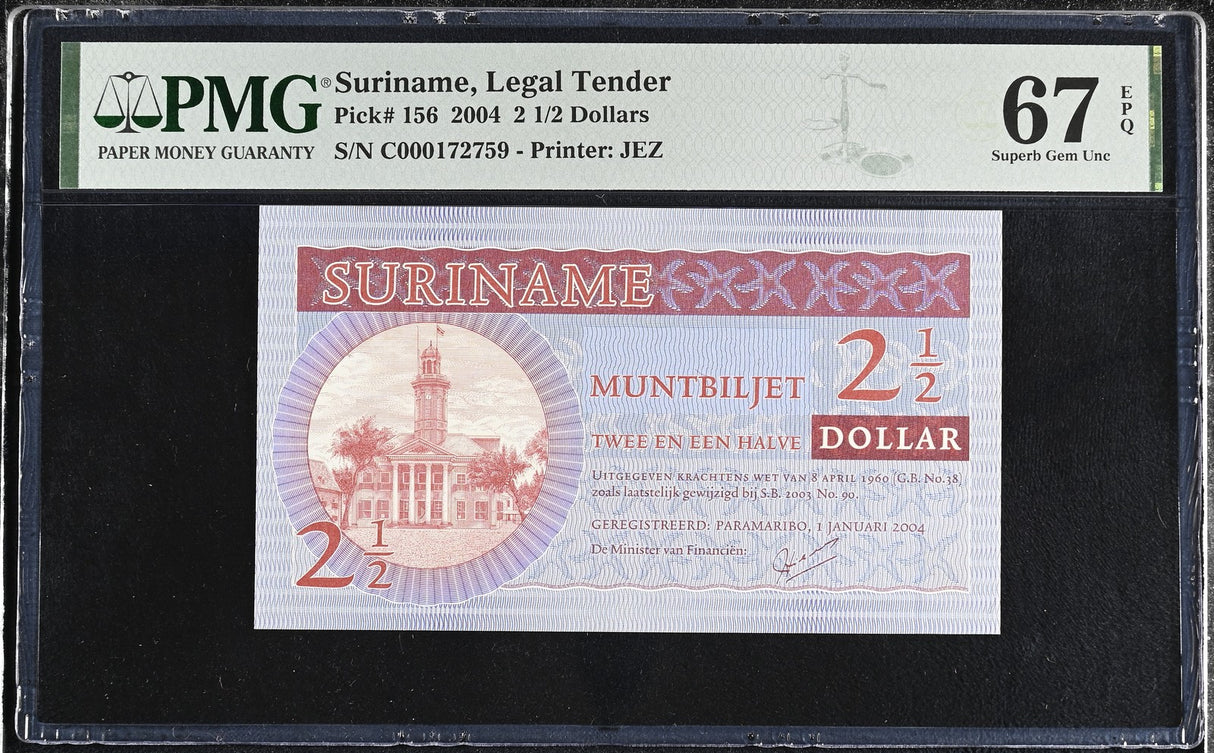 PMG®
PAPER MONEY GUARANTY
Suriname, Legal Tender
Pick# 156 2004 2 1/2 Dollars
S/N C000172759 - Printer: JEZ
67 EPQ
Superb Gem Unc
SURINAME
2 1/2
MUNTBILJET
TWEE EN EEN HALVE DOLLAR
UITGEGEVEN KRACHTENS WET VAN 8 APRIL 1960 (G.B. NO.38)
zoals laatstelijk gewijzigd bij S.B. 2003 No. 90.
GEREGISTREERD: PARAMARIBO, 1 JANUARI 2004
De Minister van Financiën:
2 1/2